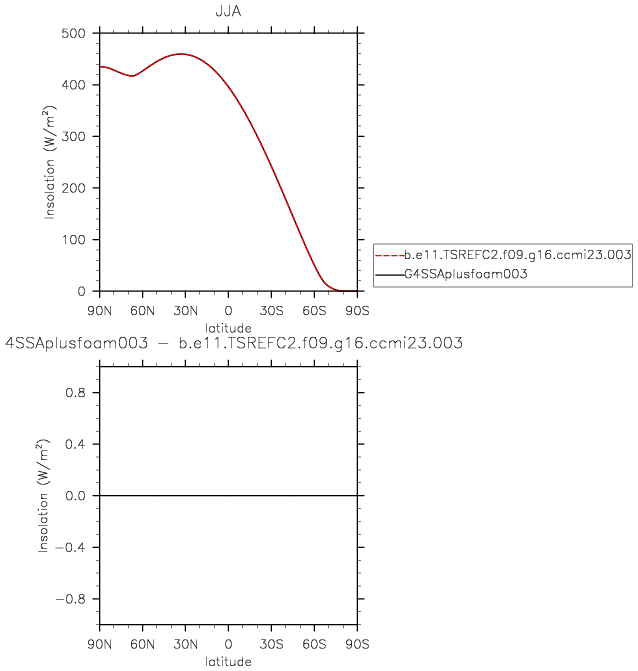 JJA
500
400
300
200
100
0
Insolation (W/m²)
90N 60N 30N 0 30S 60S 90S
latitude
b.e11.TSREFC2.f09.g16.ccmi23.003
G4SSAplusfoam003
4SSAplusfoam003 − b.e11.TSREFC2.f09.g16.ccmi23.003
0.8
0.4
0.0
−0.4
−0.8
Insolation (W/m²)
90N 60N 30N 0 30S 60S 90S
latitude